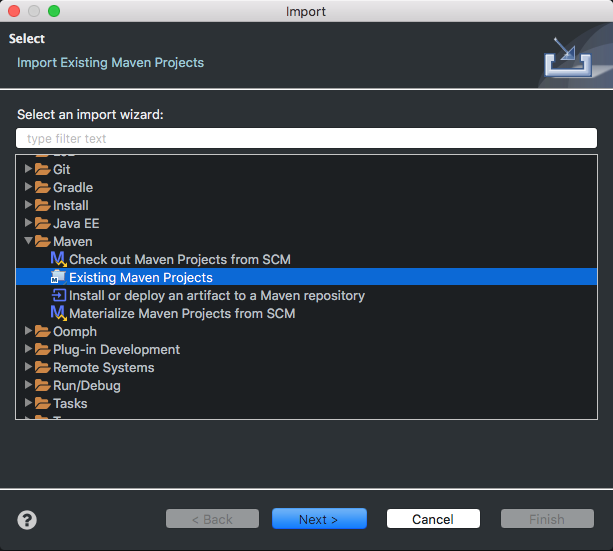 Import
Select
Import Existing Maven Projects
Select an import wizard:
type filter text
Git
Gradle
Install
Java EE
Maven
Check out Maven Projects from SCM
Existing Maven Projects
Install or deploy an artifact to a Maven repository
Materialize Maven Projects from SCM
Oomph
Plug-in Development
Remote Systems
Run/Debug
Tasks
?
< Back
Next >
Cancel
Finish